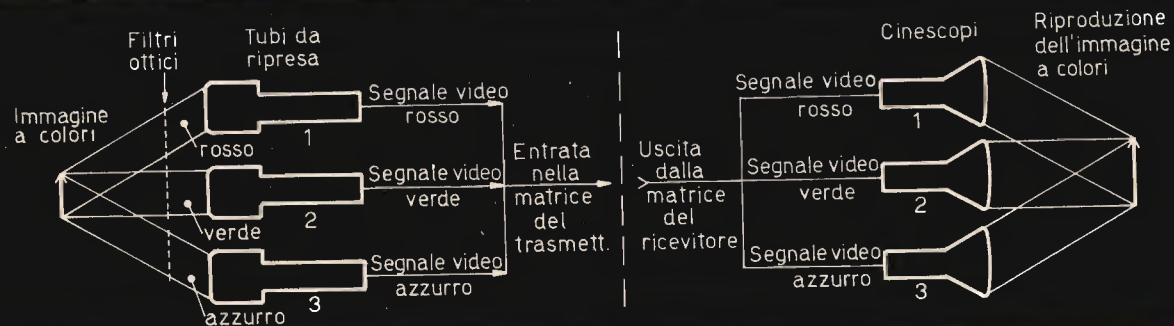 Filtri
ottici
Tubi da
ripresa
Immagine
a colori
rosso
1
Segnale video
rosso
verde
2
Segnale video
verde
azzurro
3
Segnale video
azzurro
Entrata
nella
matrice
del
trasmett.
Uscita
dalla
matrice
del
ricevitore
Segnale video
rosso
Segnale video
verde
Segnale video
azzurro
Cinescopi
1
2
3
Riproduzione
dell'immagine
a colori